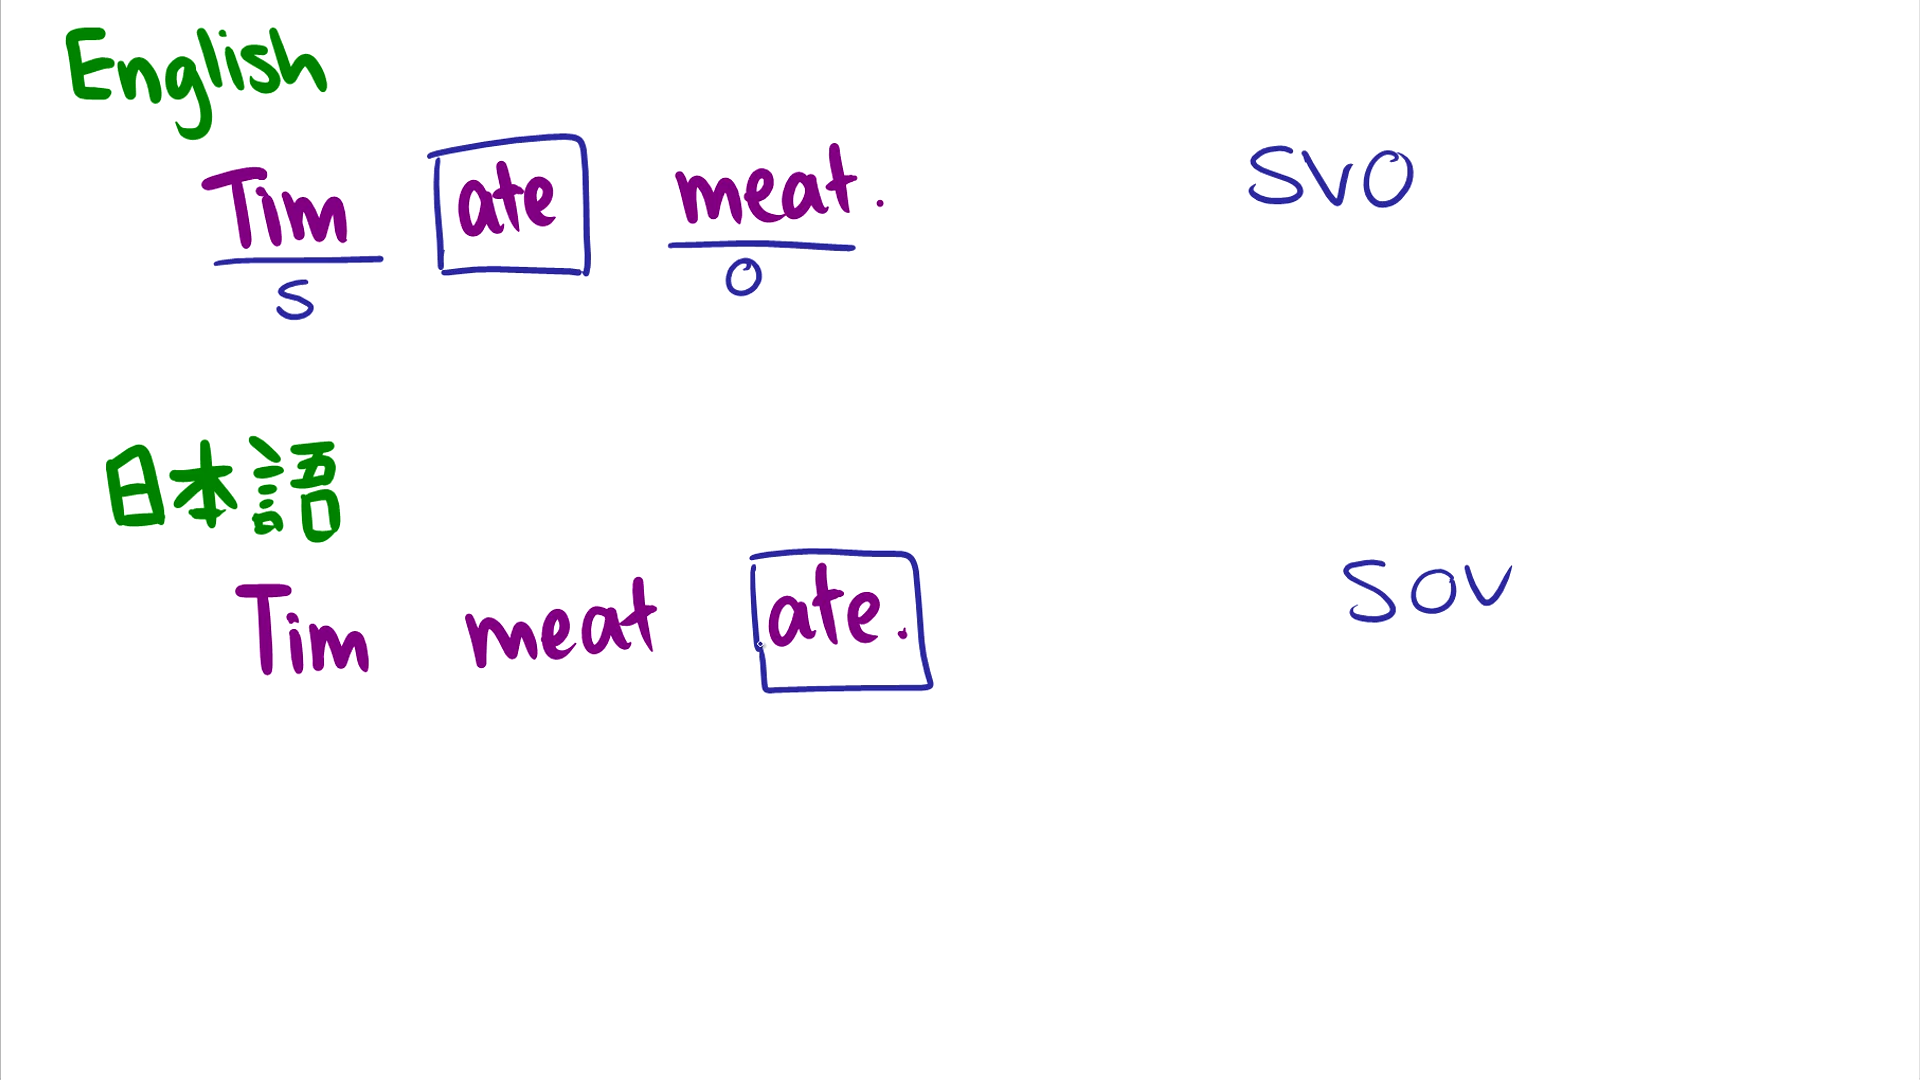 English
Tim ate meat. SVO
S O
日本語
Tim meat ate. SOV